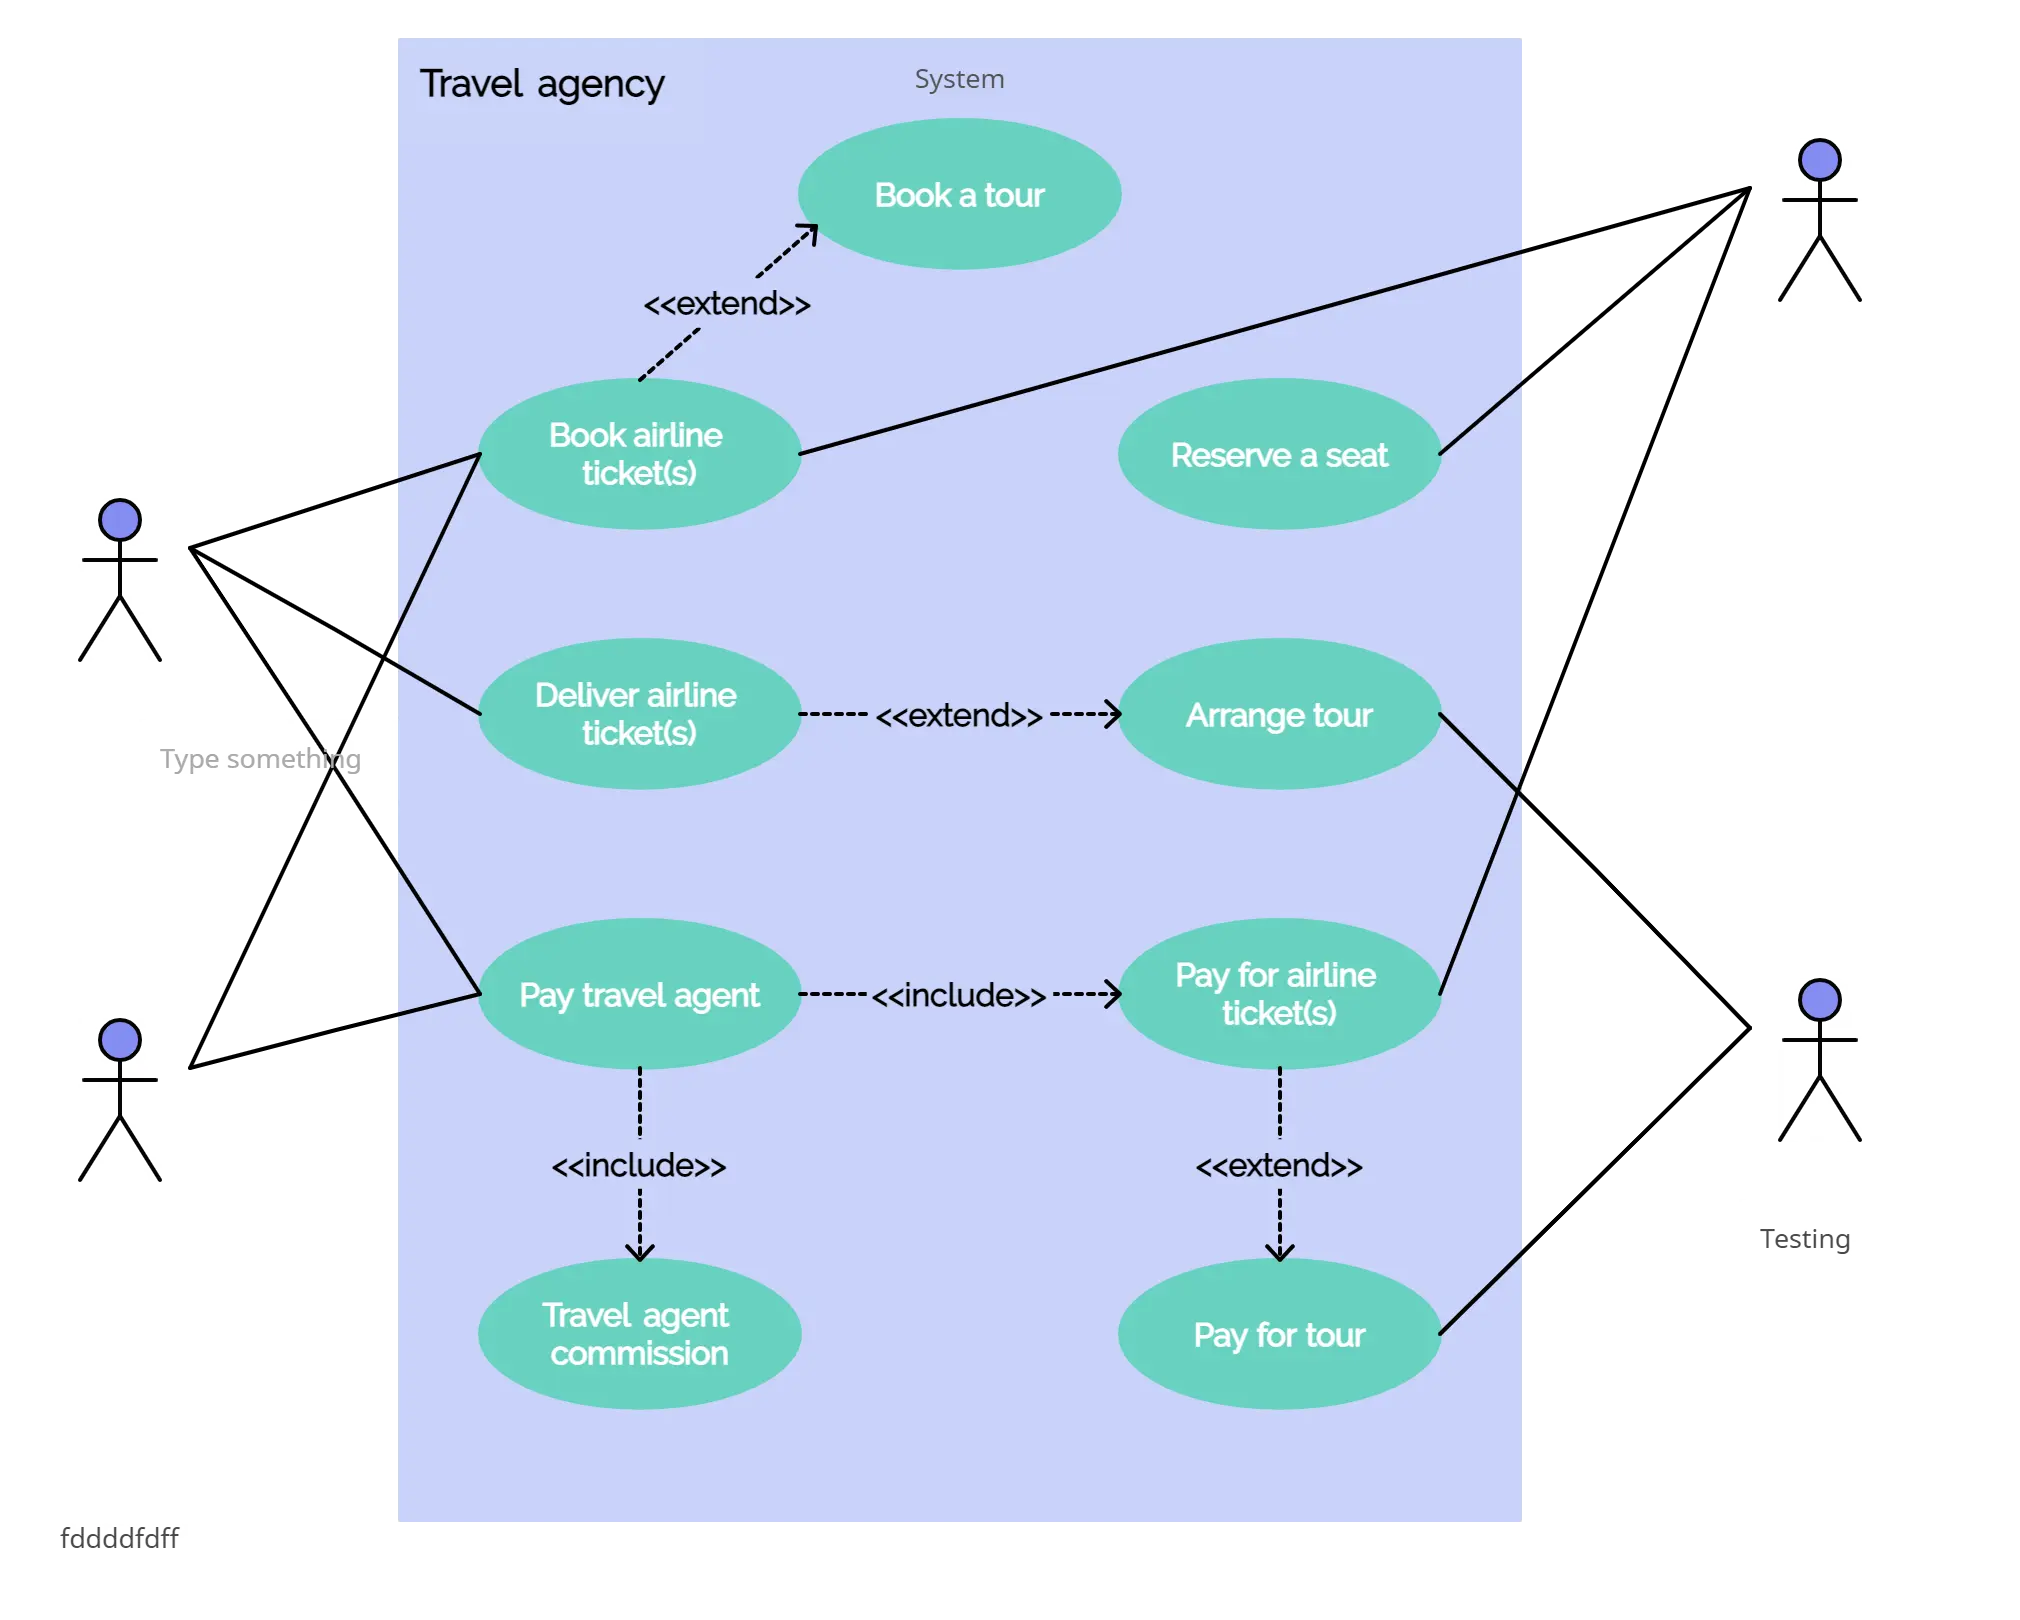 Travel agency
System
Book a tour
<<extend>>
Book airline
ticket(s)
Reserve a seat
Deliver airline
ticket(s)
<<extend>>
Arrange tour
Type something
Pay travel agent
<<include>>
Pay for airline
ticket(s)
<<include>>
<<extend>>
Testing
Travel agent
commission
Pay for tour
fddddfdff